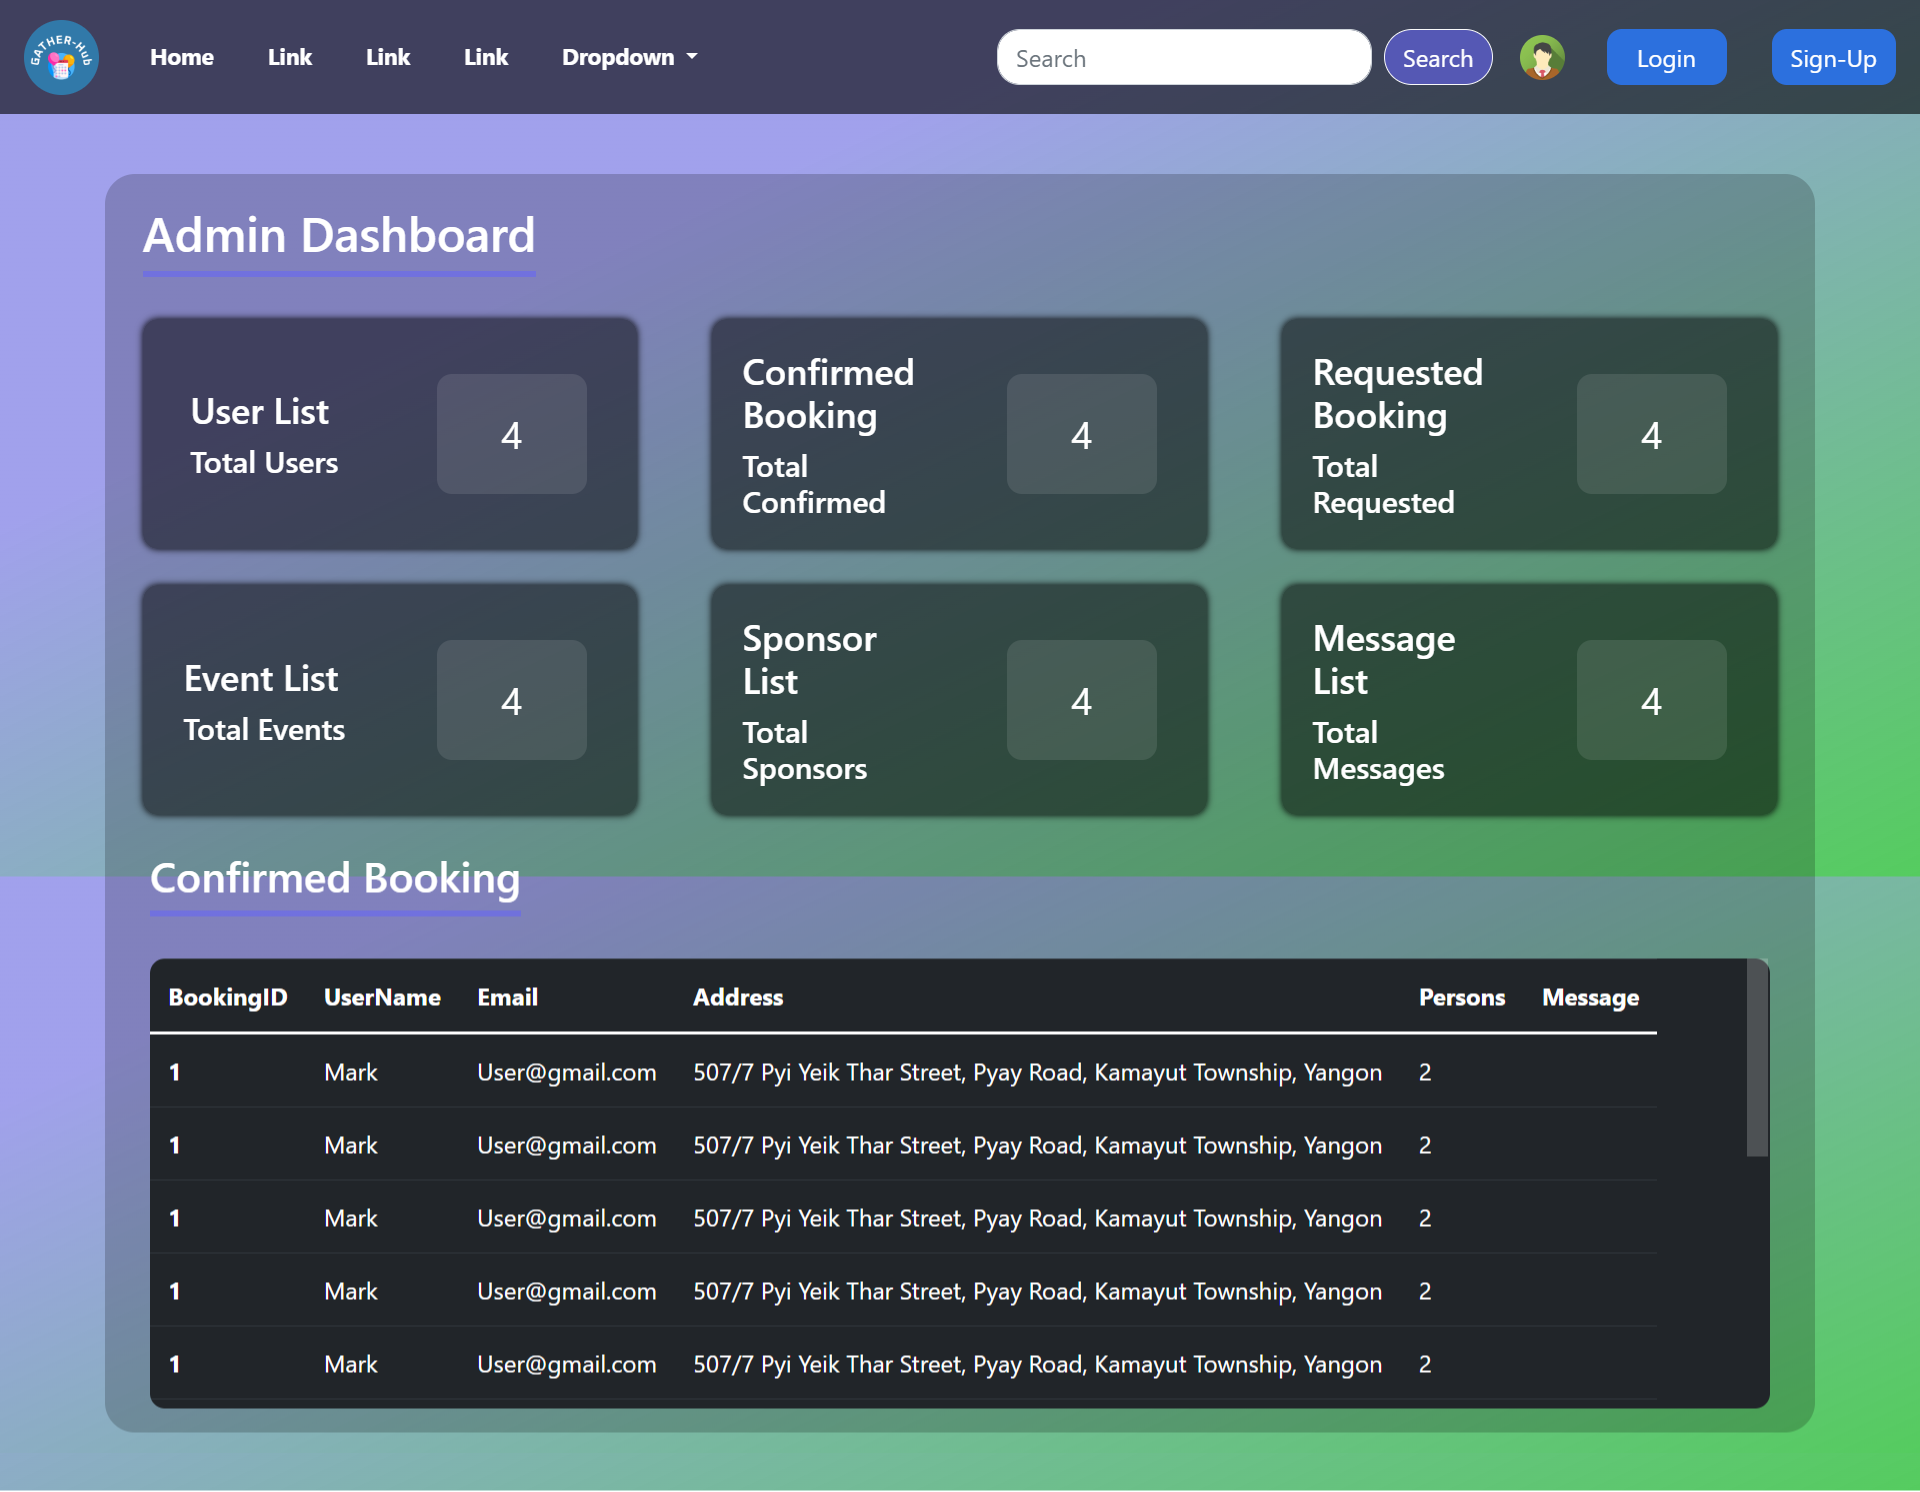 GATHER-Hub
Home Link Link Link Dropdown Search Search Login Sign-Up
Admin Dashboard
User List
Total Users
4
Confirmed
Booking
Total
Confirmed
4
Requested
Booking
Total
Requested
4
Event List
Total Events
4
Sponsor
List
Total
Sponsors
4
Message
List
Total
Messages
4
Confirmed Booking
BookingID UserName Email Address Persons Message
1 Mark User@gmail.com 507/7 Pyi Yeik Thar Street, Pyay Road, Kamayut Township, Yangon 2
1 Mark User@gmail.com 507/7 Pyi Yeik Thar Street, Pyay Road, Kamayut Township, Yangon 2
1 Mark User@gmail.com 507/7 Pyi Yeik Thar Street, Pyay Road, Kamayut Township, Yangon 2
1 Mark User@gmail.com 507/7 Pyi Yeik Thar Street, Pyay Road, Kamayut Township, Yangon 2
1 Mark User@gmail.com 507/7 Pyi Yeik Thar Street, Pyay Road, Kamayut Township, Yangon 2